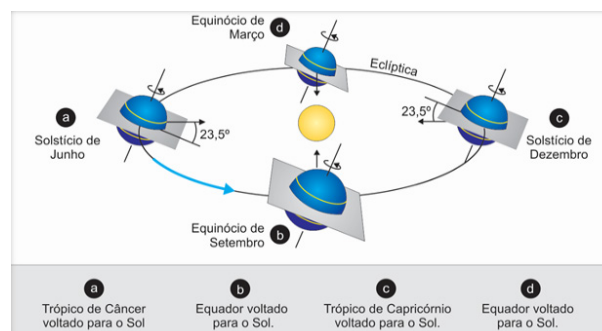 Equinócio de
Março
d
Eclíptica
a
Solstício de
Junho
23,5º
23,5º
c
Solstício de
Dezembro
Equinócio de
Setembro
b
a
Trópico de Câncer
voltado para o Sol
b
Equador voltado
para o Sol.
c
Trópico de Capricórnio
voltado para o Sol.
d
Equador voltado
para o Sol.